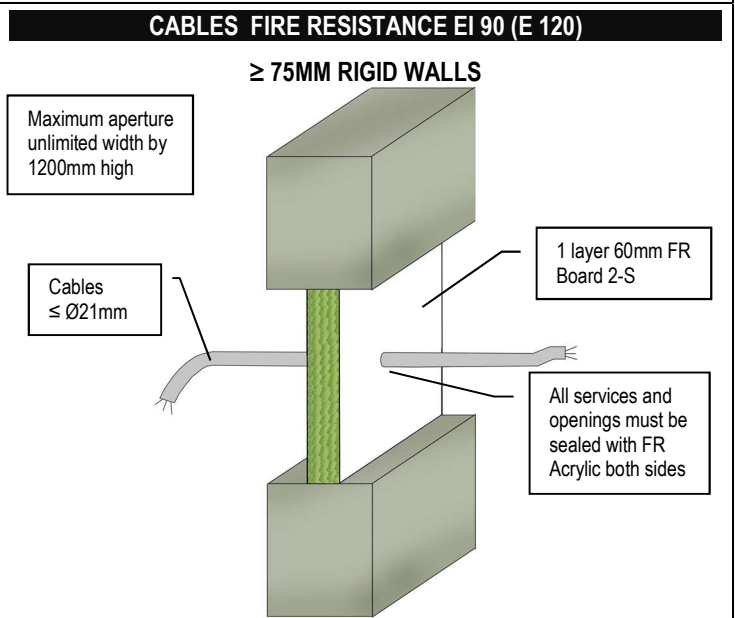 CABLES FIRE RESISTANCE EI 90 (E 120)
≥ 75MM RIGID WALLS
Maximum aperture
unlimited width by
1200mm high
1 layer 60mm FR
Board 2-S
Cables
≤ Ø21mm
All services and
openings must be
sealed with FR
Acrylic both sides